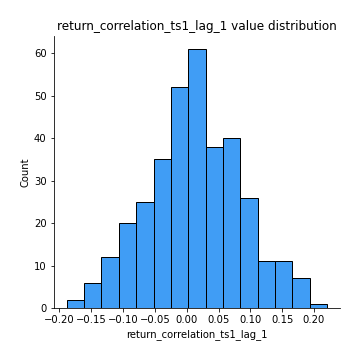 return_correlation_ts1_lag_1 value distribution
60
50
40
30
20
10
0
Count
−0.20 −0.15 −0.10 −0.05 0.00 0.05 0.10 0.15 0.20
return_correlation_ts1_lag_1